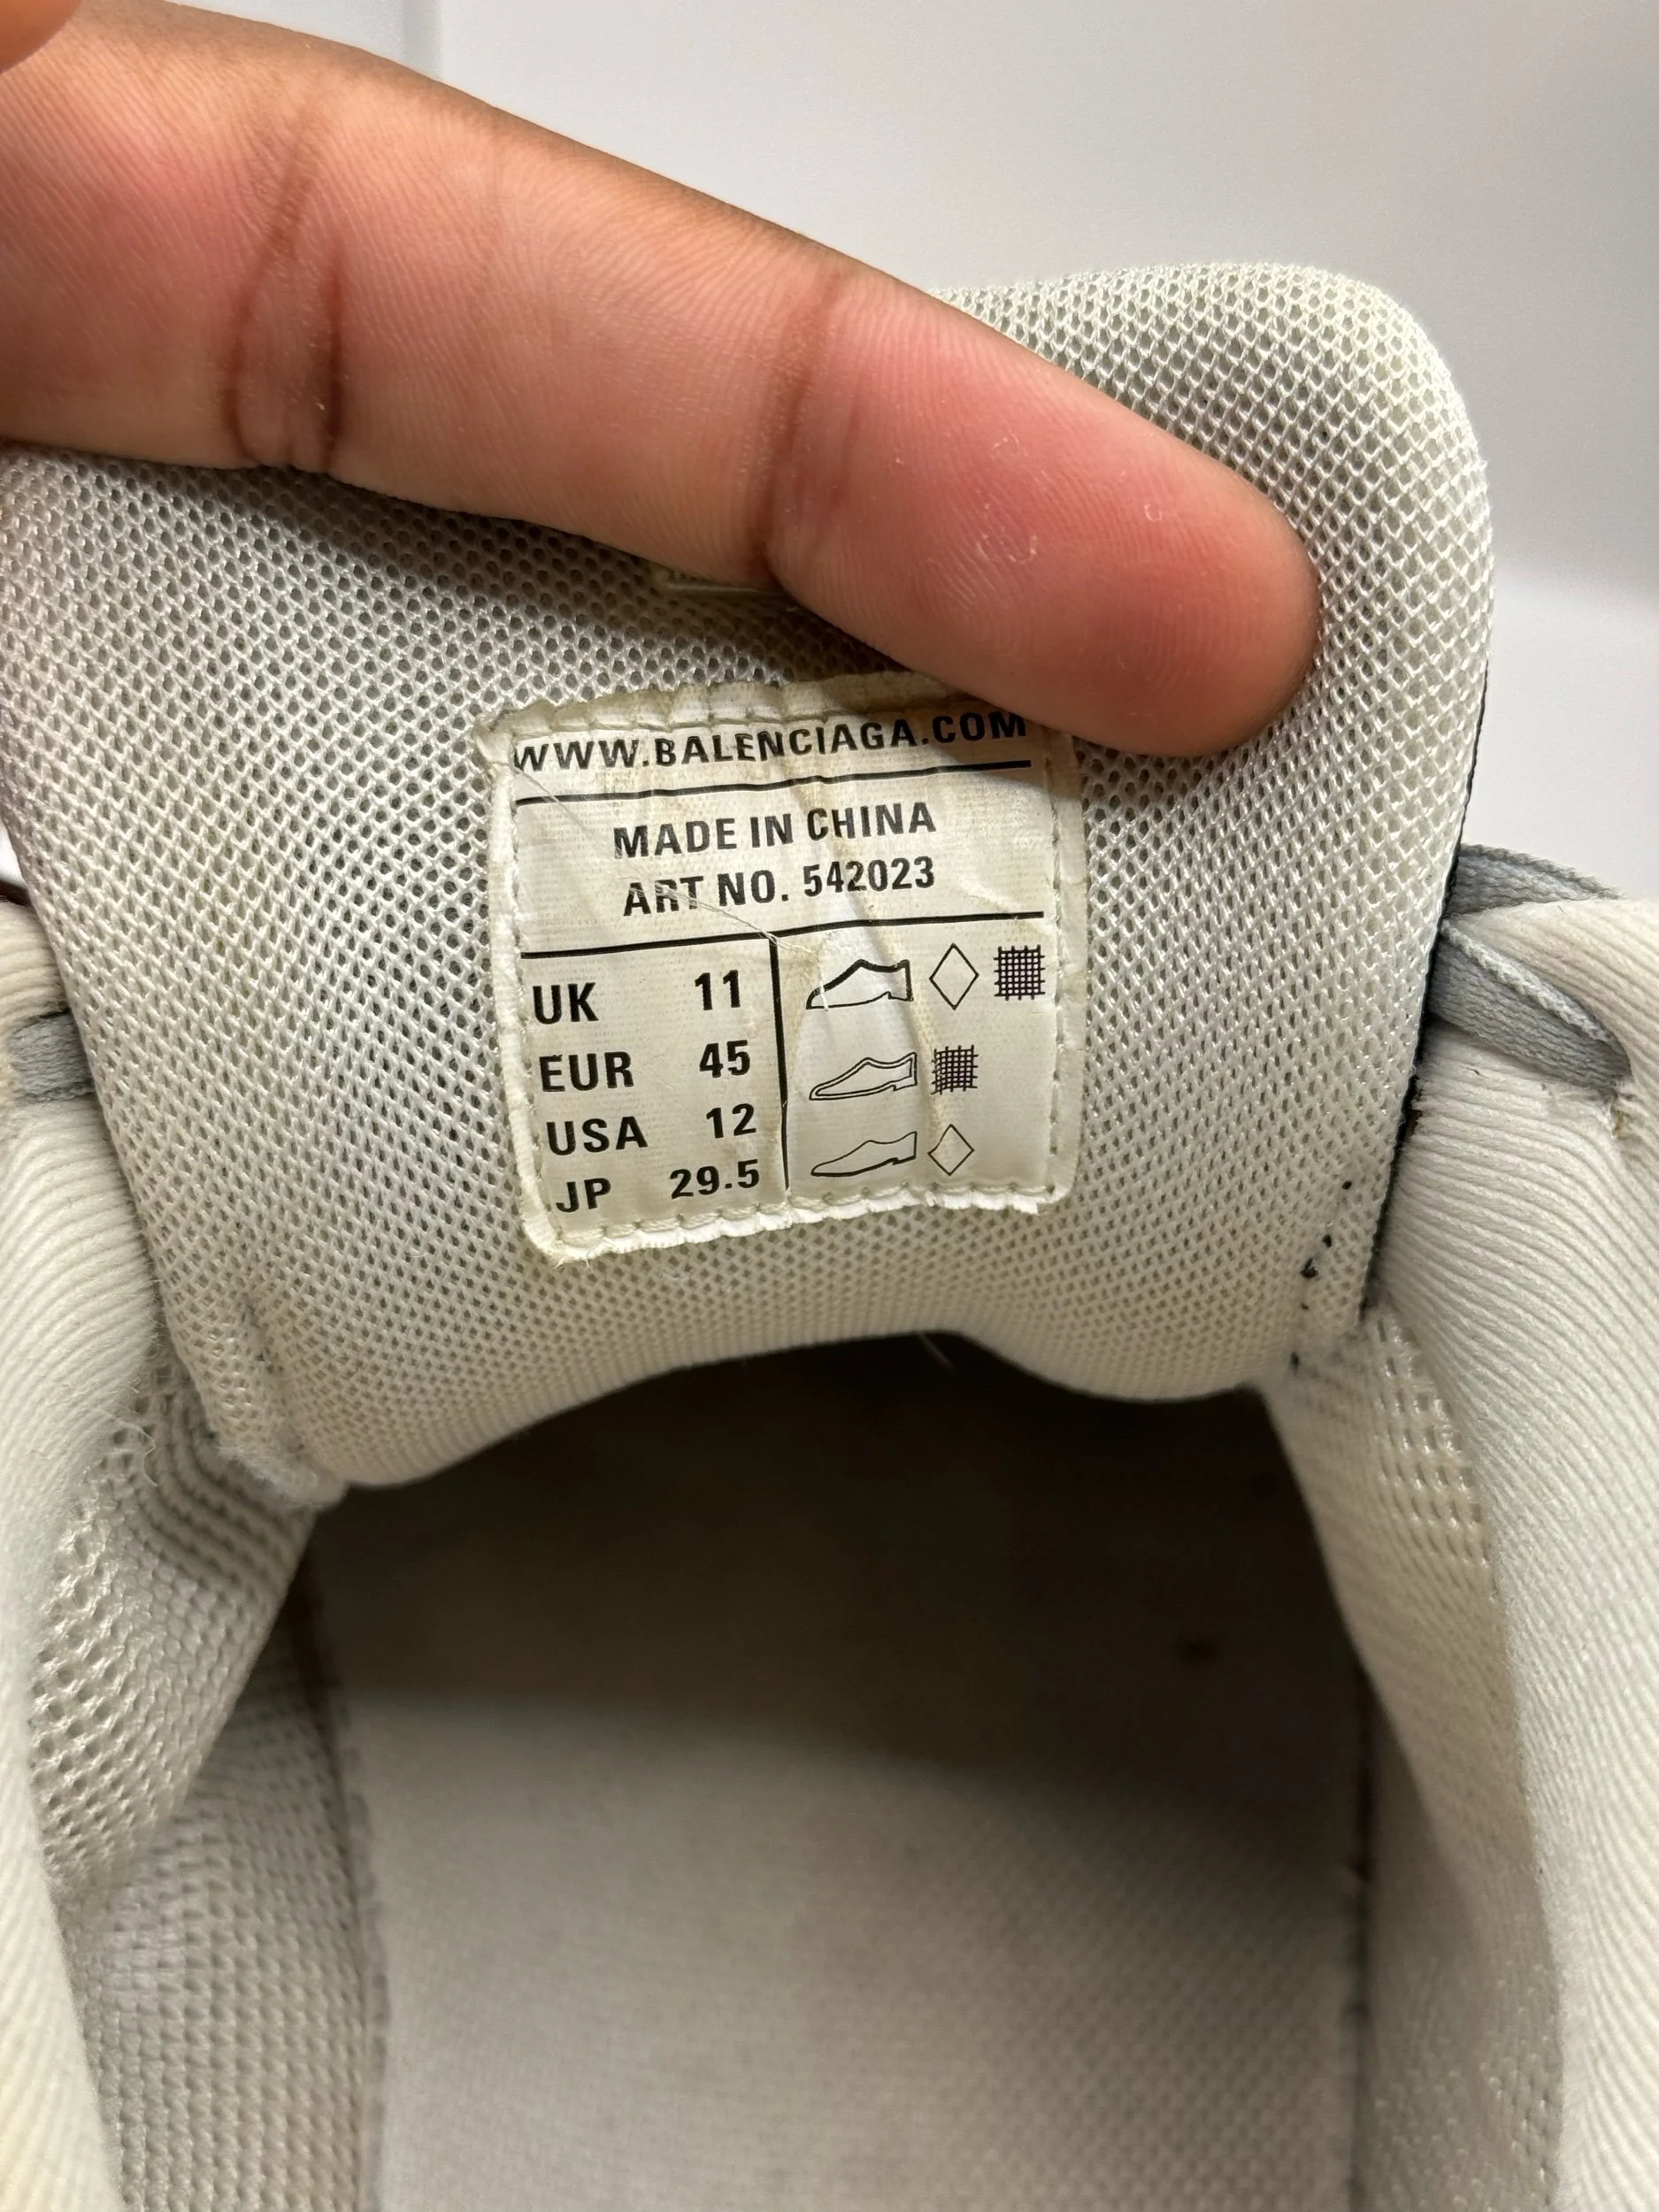 WWW.BALENCIAGA.COM
MADE IN CHINA
ART NO. 542023
UK 11
EUR 45
USA 12
JP 29.5